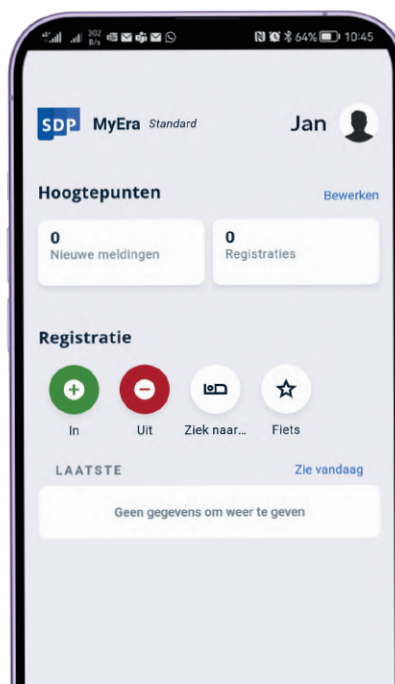 302
B/s
64%
10:45
SDP MyEra Standard
Jan
Hoogtepunten
Bewerken
0
Nieuwe meldingen
0
Registraties
Registratie
In
Uit
Ziek naar...
Fiets
LAATSTE
Zie vandaag
Geen gegevens om weer te geven